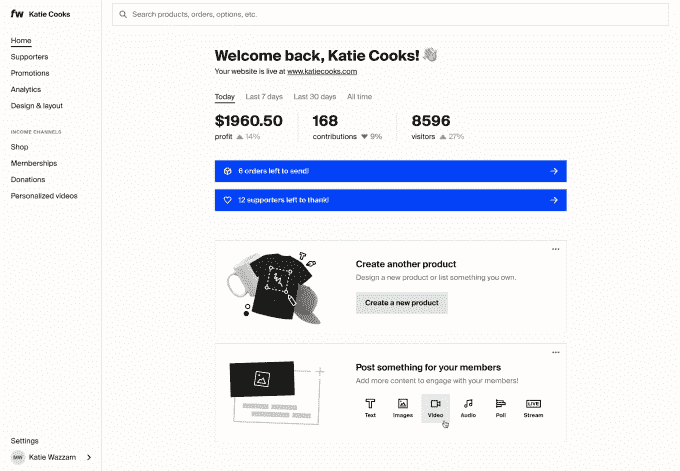 fw Katie Cooks
Search products, orders, options, etc.
Home
Supporters
Promotions
Analytics
Design & layout
INCOME CHANNELS
Shop
Memberships
Donations
Personalized videos
Settings
MW Katie Wazzam
Welcome back, Katie Cooks!
Your website is live at www.katiecooks.com
Today Last 7 days Last 30 days All time
$1960.50 168 8596
profit 14% contributions 9% visitors 27%
6 orders left to send!
12 supporters left to thank!
Create another product
Design a new product or list something you own.
Create a new product
Post something for your members
Add more content to engage with your members!
LIVE
Text Images Video Audio Poll Stream